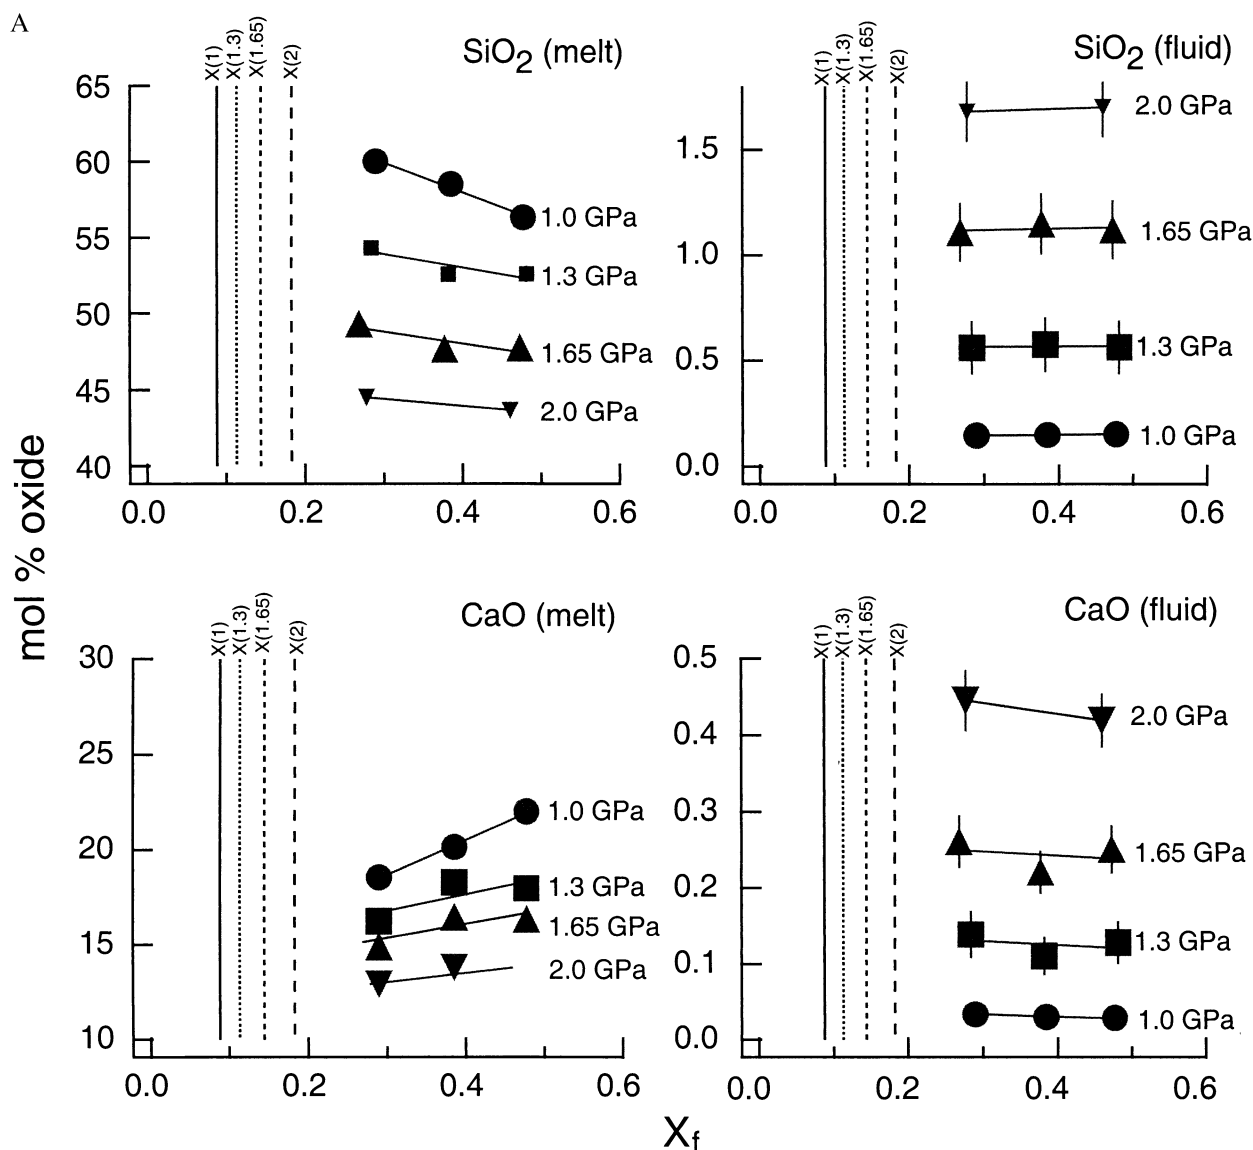 A
SiO2 (melt)
X(1)
X(1.3)
X(1.65)
X(2)
65
60
55
50
45
40
1.0 GPa
1.3 GPa
1.65 GPa
2.0 GPa
0.0 0.2 0.4 0.6
SiO2 (fluid)
X(1)
X(1.3)
X(1.65)
X(2)
1.5
1.0
0.5
0.0
2.0 GPa
1.65 GPa
1.3 GPa
1.0 GPa
0.0 0.2 0.4 0.6
mol % oxide
CaO (melt)
X(1)
X(1.3)
X(1.65)
X(2)
30
25
20
15
10
1.0 GPa
1.3 GPa
1.65 GPa
2.0 GPa
0.0 0.2 0.4 0.6
CaO (fluid)
X(1)
X(1.3)
X(1.65)
X(2)
0.5
0.4
0.3
0.2
0.1
0.0
2.0 GPa
1.65 GPa
1.3 GPa
1.0 GPa
0.0 0.2 0.4 0.6
Xf